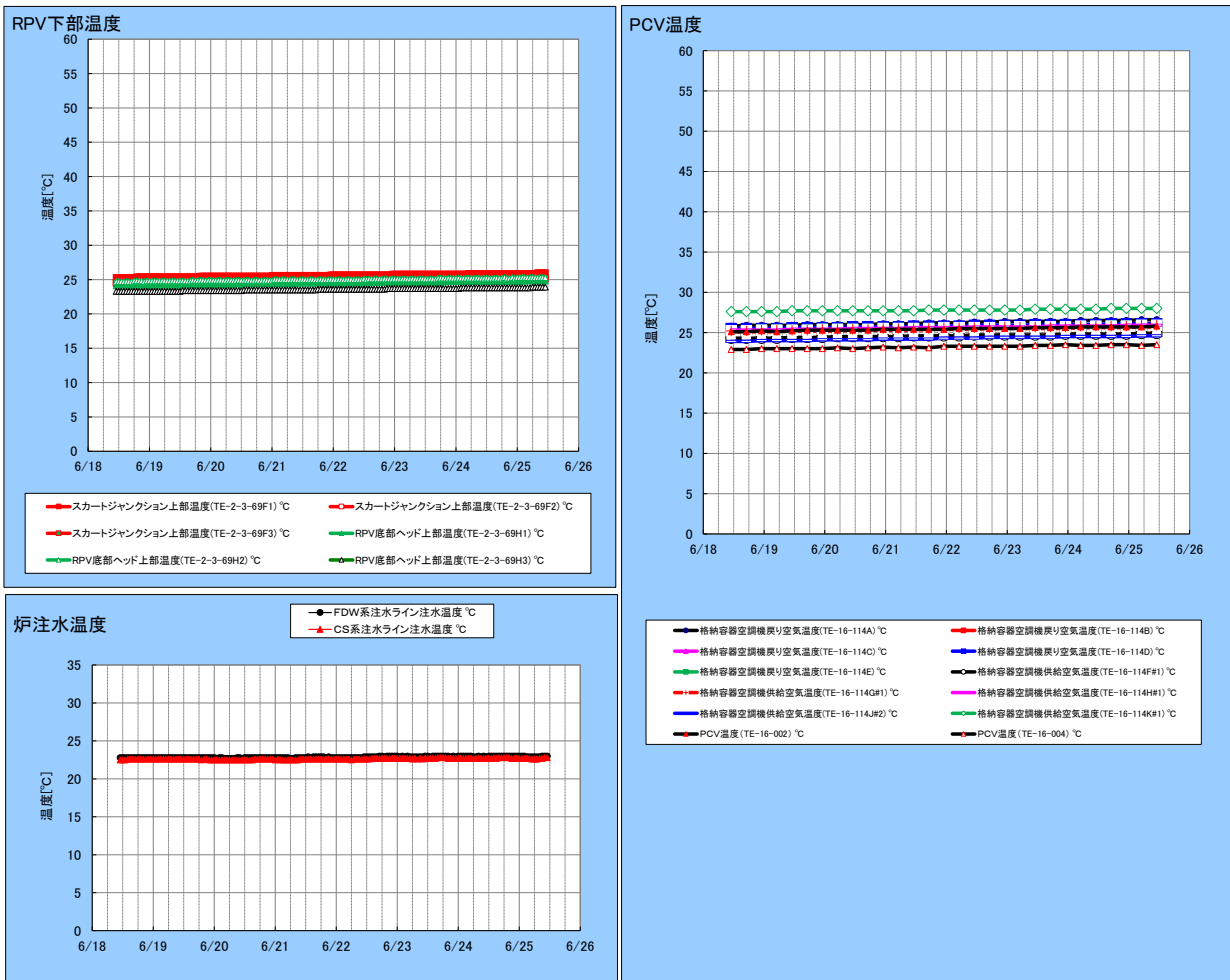 RPV下部温度
60
55
50
45
40
35
30
25
20
15
10
5
0
温度[℃]
6/18 6/19 6/20 6/21 6/22 6/23 6/24 6/25 6/26
スカートジャンクション上部温度(TE-2-3-69F1) ℃ スカートジャンクション上部温度(TE-2-3-69F2) ℃
スカートジャンクション上部温度(TE-2-3-69F3) ℃ RPV底部ヘッド上部温度(TE-2-3-69H1) ℃
RPV底部ヘッド上部温度(TE-2-3-69H2) ℃ RPV底部ヘッド上部温度(TE-2-3-69H3) ℃
炉注水温度
FDW系注水ライン注水温度 ℃
CS系注水ライン注水温度 ℃
35
30
25
20
15
10
5
0
温度[℃]
6/18 6/19 6/20 6/21 6/22 6/23 6/24 6/25 6/26
PCV温度
60
55
50
45
40
35
30
25
20
15
10
5
0
温度[℃]
6/18 6/19 6/20 6/21 6/22 6/23 6/24 6/25 6/26
格納容器空調機戻り空気温度(TE-16-114A) ℃ 格納容器空調機戻り空気温度(TE-16-114B) ℃
格納容器空調機戻り空気温度(TE-16-114C) ℃ 格納容器空調機戻り空気温度(TE-16-114D) ℃
格納容器空調機戻り空気温度(TE-16-114E) ℃ 格納容器空調機供給空気温度(TE-16-114F#1) ℃
格納容器空調機供給空気温度(TE-16-114G#1) ℃ 格納容器空調機供給空気温度(TE-16-114H#1) ℃
格納容器空調機供給空気温度(TE-16-114J#2) ℃ 格納容器空調機供給空気温度(TE-16-114K#1) ℃
PCV温度(TE-16-002) ℃ PCV温度(TE-16-004) ℃